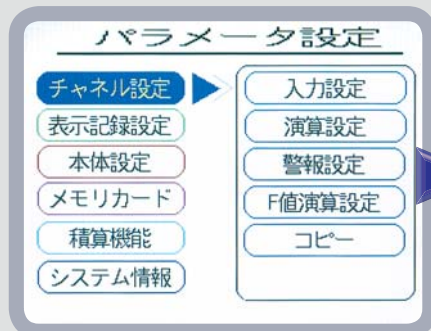 パラメータ設定
チャネル設定
表示記録設定
本体設定
メモリカード
積算機能
システム情報
入力設定
演算設定
警報設定
F値演算設定
コピー